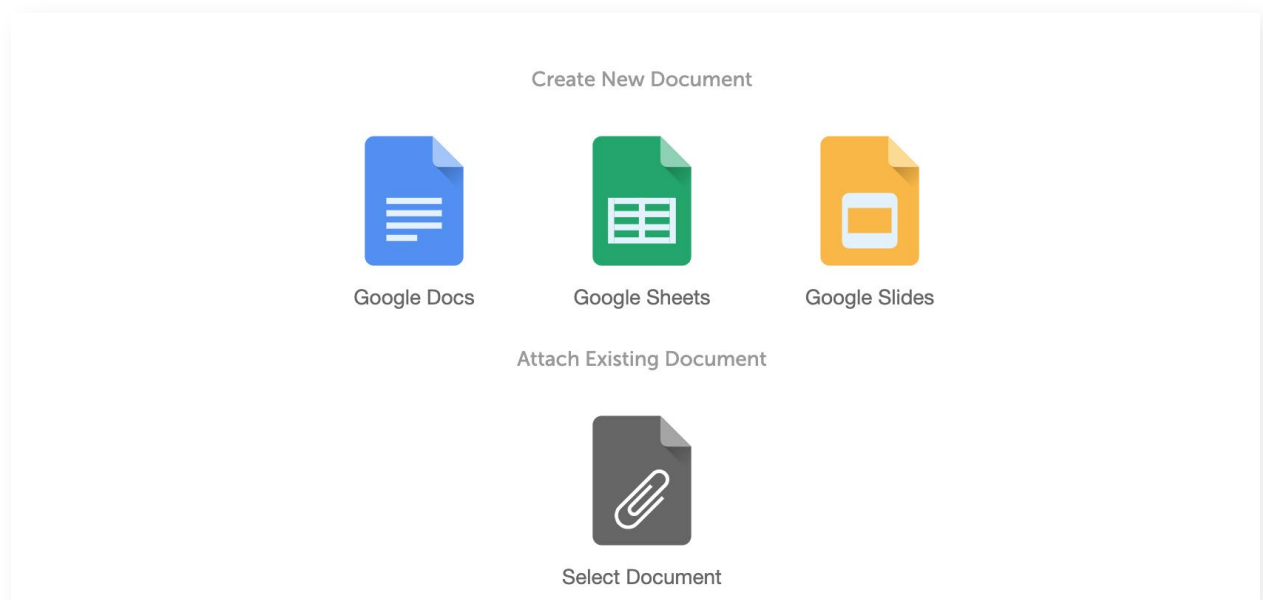 Create New Document
Google Docs
Google Sheets
Google Slides
Attach Existing Document
Select Document